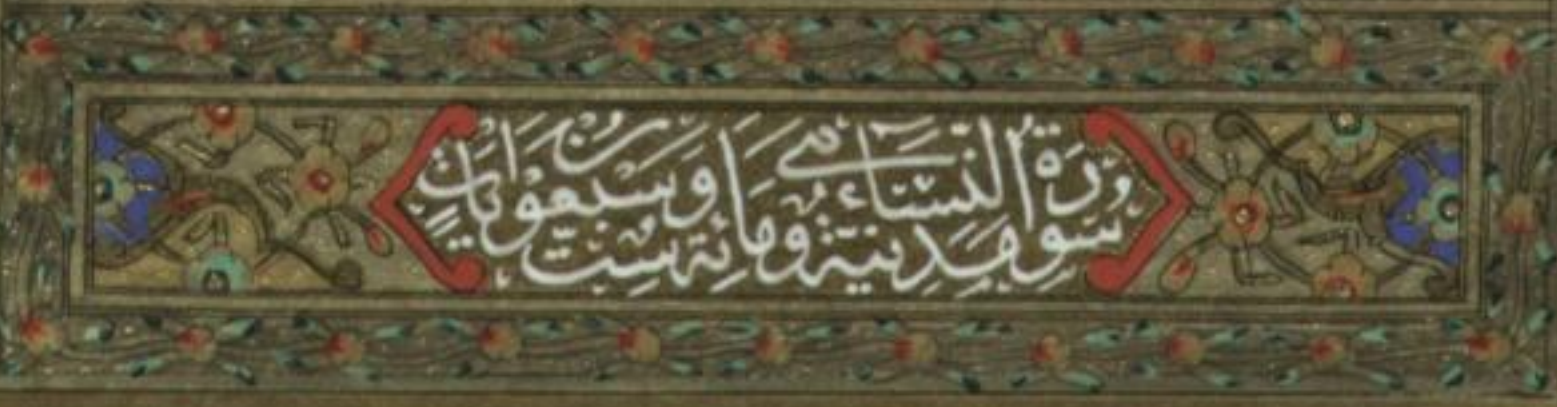 سورة النساء مدنية وهي مائة وست وسبعون آيات